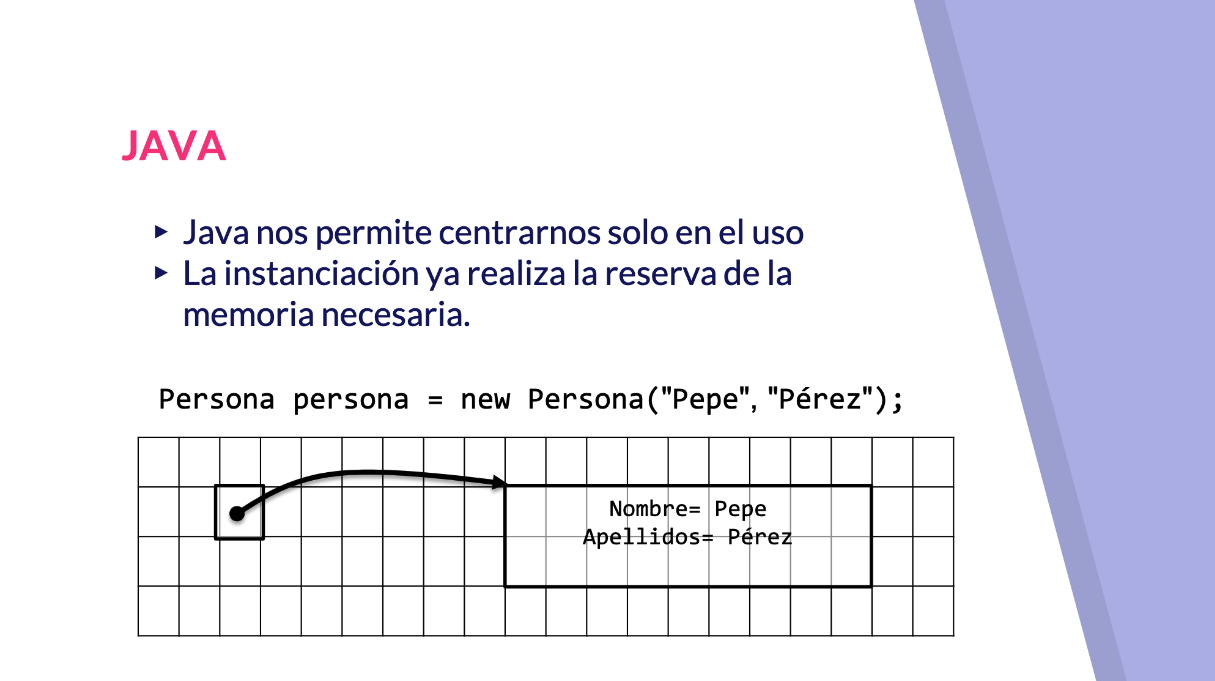 JAVA
▸ Java nos permite centrarnos solo en el uso
▸ La instanciación ya realiza la reserva de la
memoria necesaria.
Persona persona = new Persona("Pepe", "Pérez");
Nombre= Pepe
Apellidos= Pérez